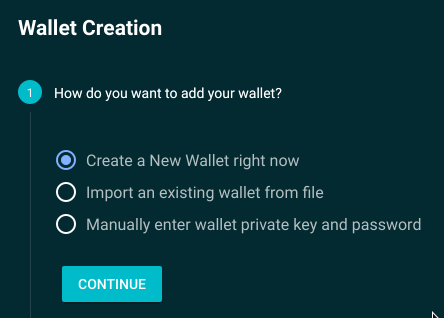 Wallet Creation
1 How do you want to add your wallet?
Create a New Wallet right now
Import an existing wallet from file
Manually enter wallet private key and password
CONTINUE